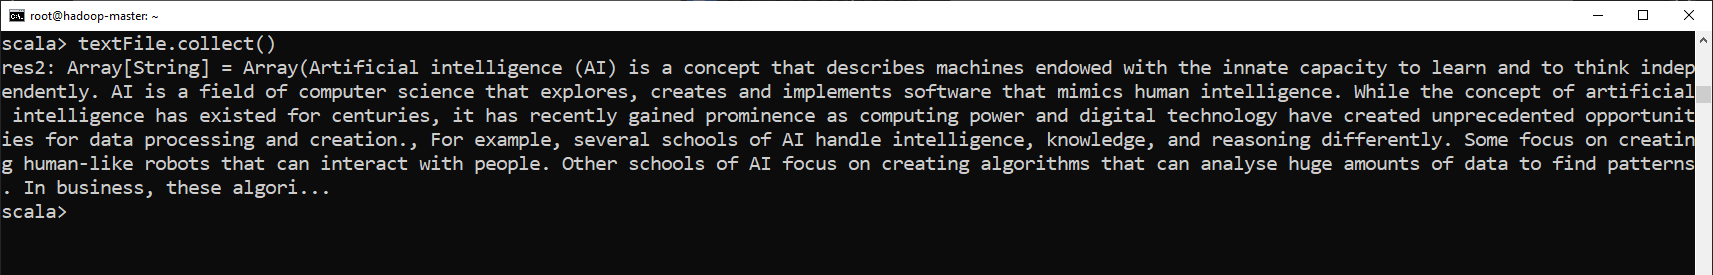 root@hadoop-master: ~
scala> textFile.collect()
res2: Array[String] = Array(Artificial intelligence (AI) is a concept that describes machines endowed with the innate capacity to learn and to think indep
endently. AI is a field of computer science that explores, creates and implements software that mimics human intelligence. While the concept of artificial
 intelligence has existed for centuries, it has recently gained prominence as computing power and digital technology have created unprecedented opportunit
ies for data processing and creation., For example, several schools of AI handle intelligence, knowledge, and reasoning differently. Some focus on creatin
g human-like robots that can interact with people. Other schools of AI focus on creating algorithms that can analyse huge amounts of data to find patterns
. In business, these algori...
scala>